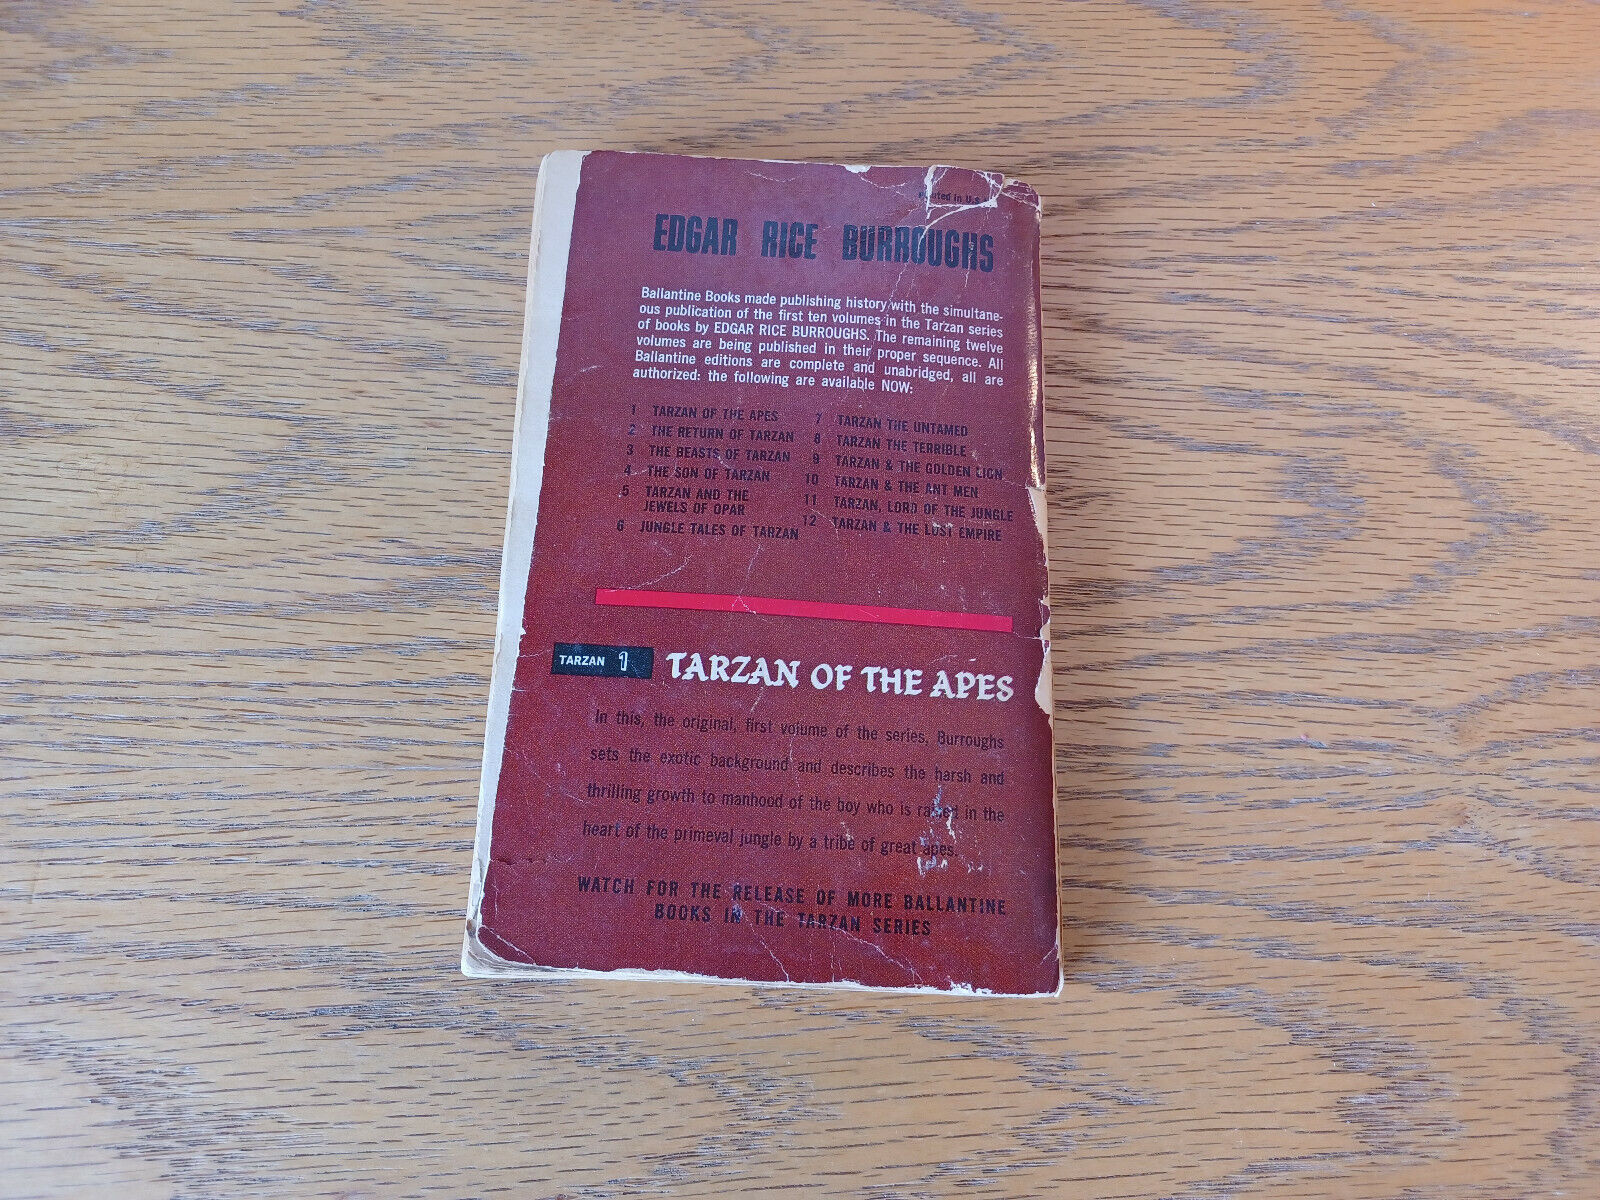 Printed in U.S.
EDGAR RICE BURROUGHS
Ballantine Books made publishing history with the simultane-
ous publication of the first ten volumes in the Tarzan series
of books by EDGAR RICE BURROUGHS. The remaining twelve
volumes are being published in their proper sequence. All
Ballantine editions are complete and unabridged, all are
authorized: the following are available NOW:
1 TARZAN OF THE APES
2 THE RETURN OF TARZAN
3 THE BEASTS OF TARZAN
4 THE SON OF TARZAN
5 TARZAN AND THE
JEWELS OF OPAR
6 JUNGLE TALES OF TARZAN
7 TARZAN THE UNTAMED
8 TARZAN THE TERRIBLE
9 TARZAN & THE GOLDEN LION
10 TARZAN & THE ANT MEN
11 TARZAN, LORD OF THE JUNGLE
12 TARZAN & THE LOST EMPIRE
TARZAN 1 TARZAN OF THE APES
In this, the original, first volume of the series, Burroughs
sets the exotic background and describes the harsh and
thrilling growth to manhood of the boy who is raised in the
heart of the primeval jungle by a tribe of great apes.
WATCH FOR THE RELEASE OF MORE BALLANTINE
BOOKS IN THE TARZAN SERIES